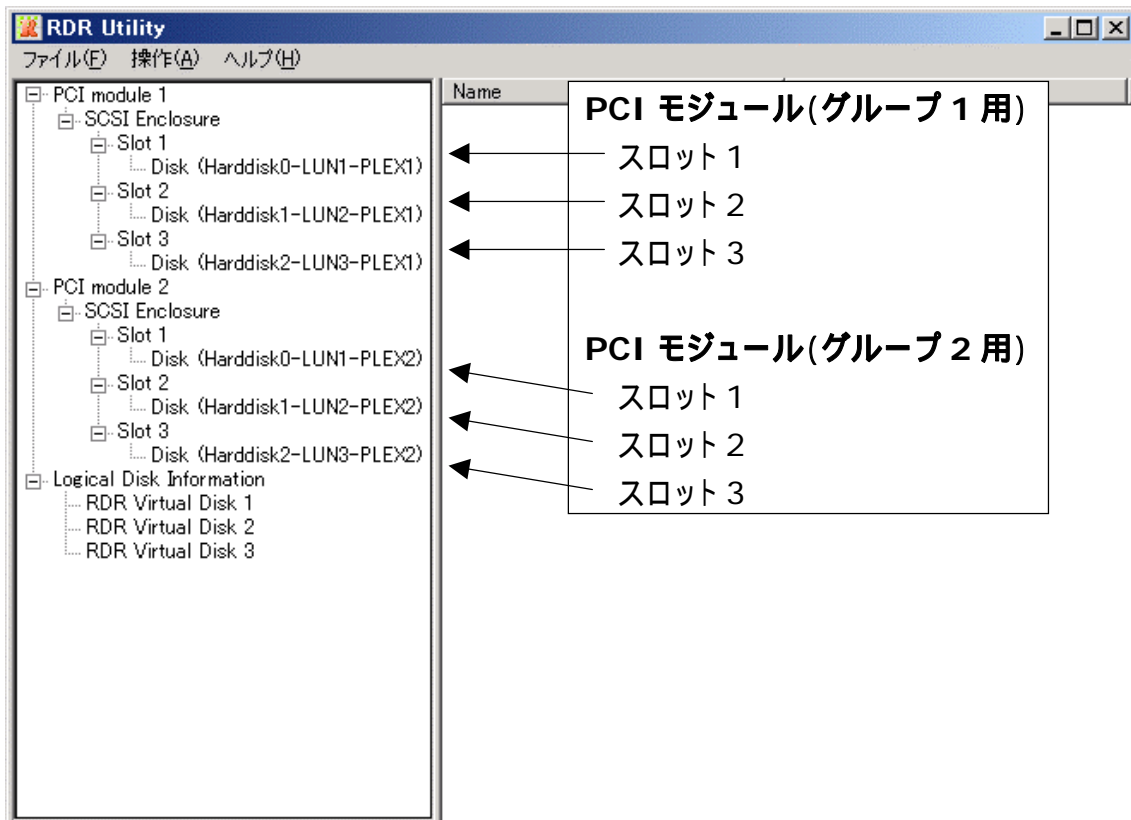 RDR Utility
ファイル(F) 操作(A) ヘルプ(H)
PCI module 1
SCSI Enclosure
Slot 1
Disk (Harddisk0-LUN1-PLEX1)
Slot 2
Disk (Harddisk1-LUN2-PLEX1)
Slot 3
Disk (Harddisk2-LUN3-PLEX1)
PCI module 2
SCSI Enclosure
Slot 1
Disk (Harddisk0-LUN1-PLEX2)
Slot 2
Disk (Harddisk1-LUN2-PLEX2)
Slot 3
Disk (Harddisk2-LUN3-PLEX2)
Logical Disk Information
RDR Virtual Disk 1
RDR Virtual Disk 2
RDR Virtual Disk 3
Name
PCI モジュール(グループ 1 用)
スロット 1
スロット 2
スロット 3
PCI モジュール(グループ 2 用)
スロット 1
スロット 2
スロット 3